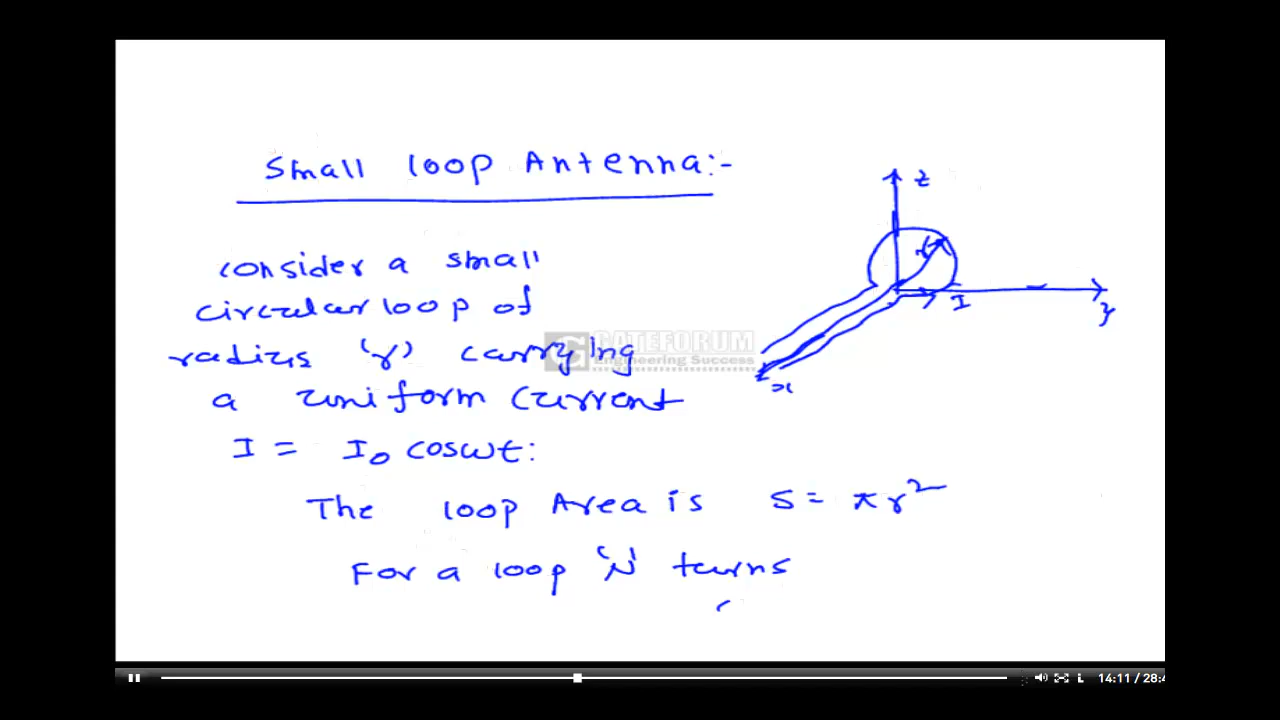 Small loop Antenna:-
z
consider a small
circular loop of
r
I
y
GATEFORUM
Engineering Success
radius 'r' carrying
x
a uniform current
I = I₀ cosωt:
The loop Area is S = πr²
For a loop 'N' turns
14:11 / 28:4